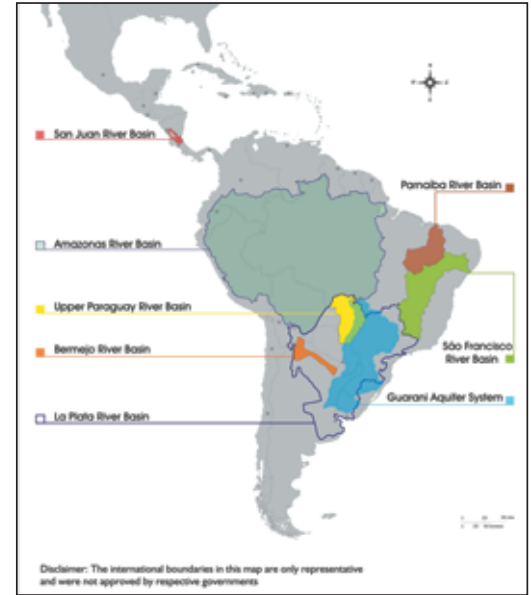 San Juan River Basin
Parnaiba River Basin
Amazonas River Basin
Upper Paraguay River Basin
Bermejo River Basin
São Francisco
River Basin
Guarani Aquifer System
La Plata River Basin
Disclaimer: The international boundaries in this map are only representative
and were not approved by respective governments